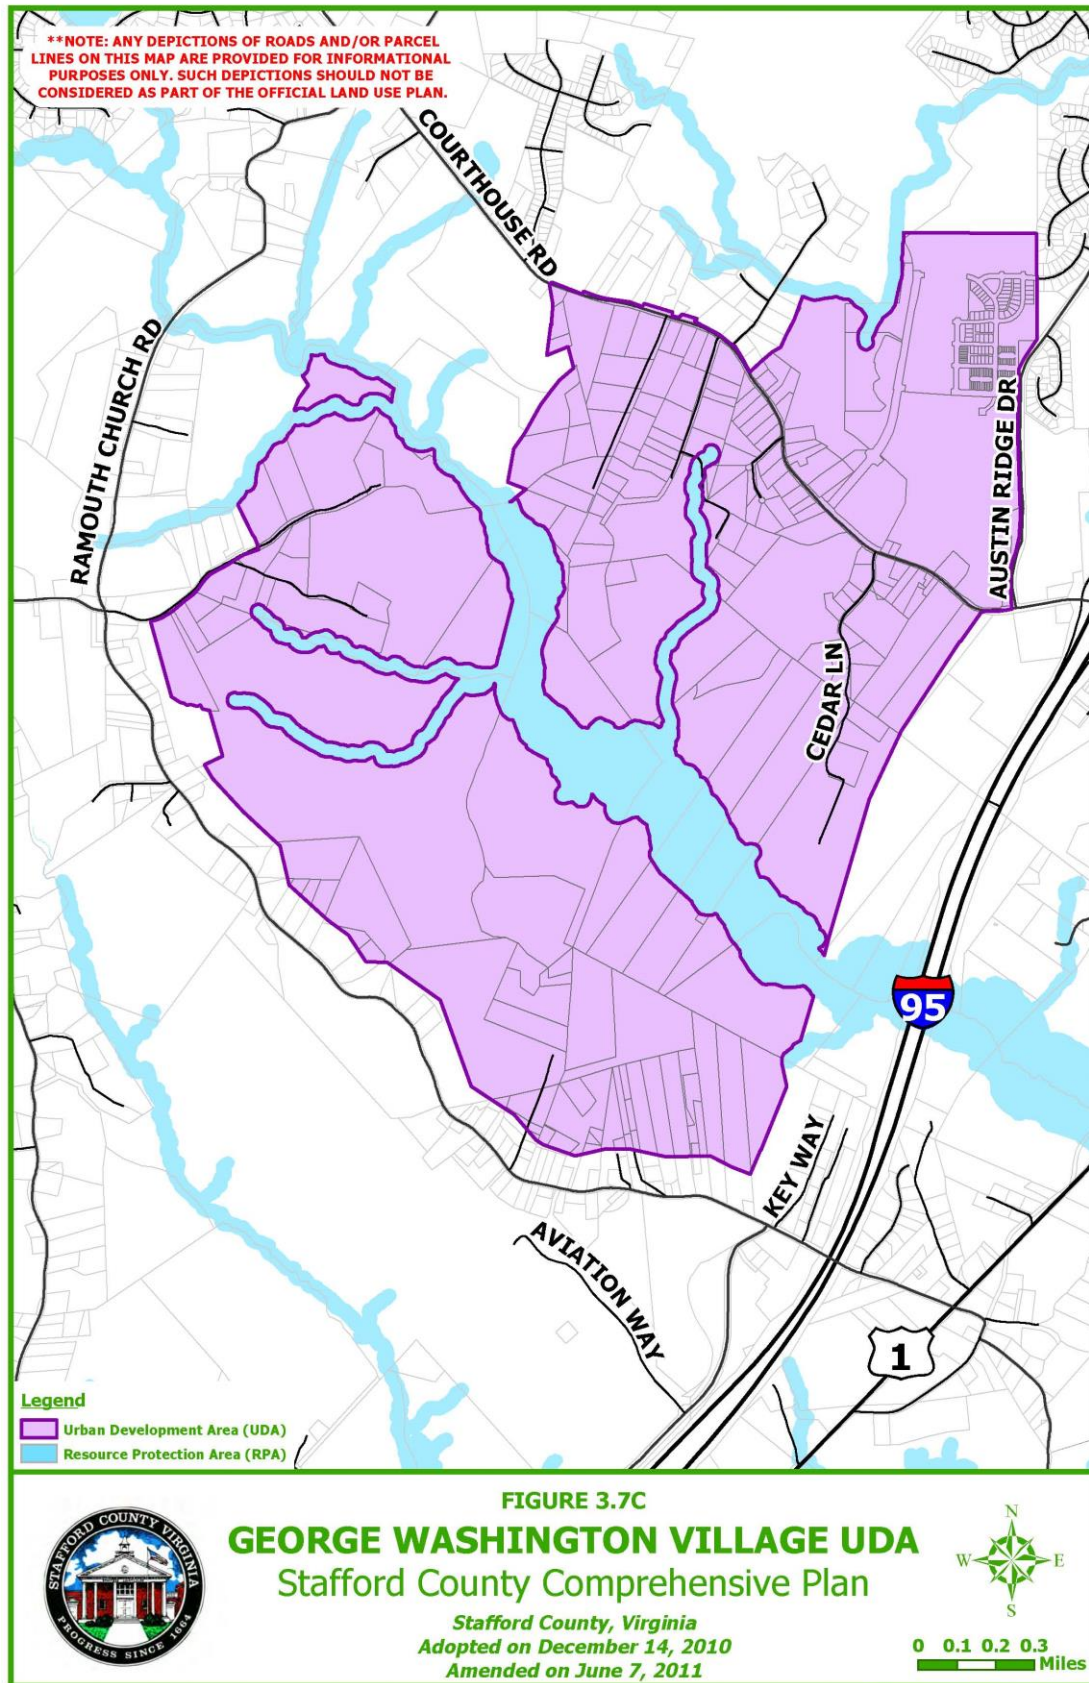 **NOTE: ANY DEPICTIONS OF ROADS AND/OR PARCEL
LINES ON THIS MAP ARE PROVIDED FOR INFORMATIONAL
PURPOSES ONLY. SUCH DEPICTIONS SHOULD NOT BE
CONSIDERED AS PART OF THE OFFICIAL LAND USE PLAN.
COURTHOUSE RD
RAMOUTH CHURCH RD
AUSTIN RIDGE DR
CEDAR LN
95
KEY WAY
AVIATION WAY
1
Legend
Urban Development Area (UDA)
Resource Protection Area (RPA)
STAFFORD COUNTY VIRGINIA
PROGRESS SINCE 1664
FIGURE 3.7C
GEORGE WASHINGTON VILLAGE UDA
Stafford County Comprehensive Plan
Stafford County, Virginia
Adopted on December 14, 2010
Amended on June 7, 2011
N
W E
S
0 0.1 0.2 0.3
Miles